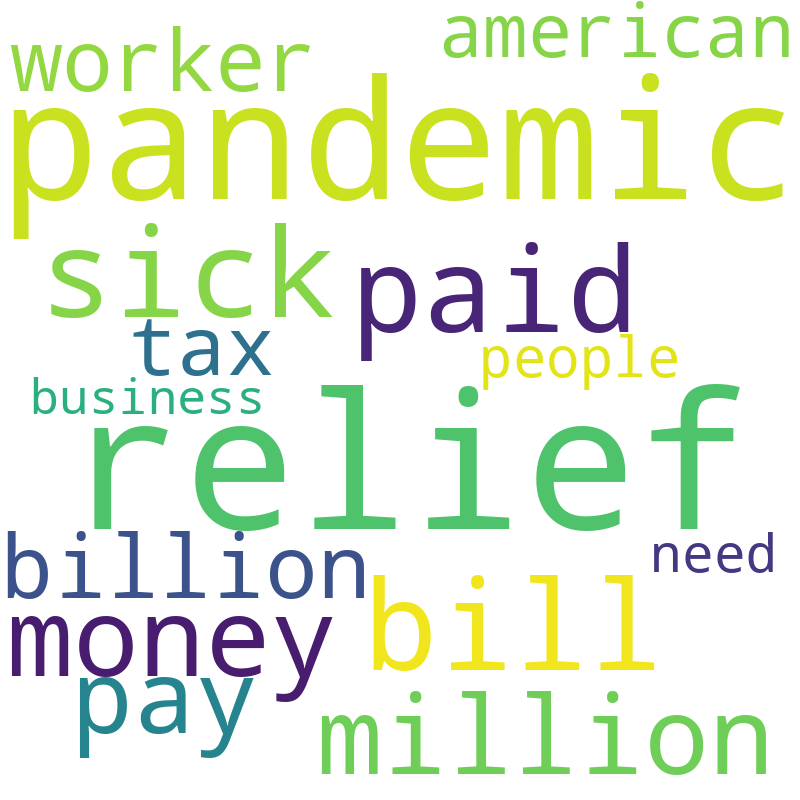 worker american
pandemic
sick paid
tax people
business
relief
billion need
money bill
pay million